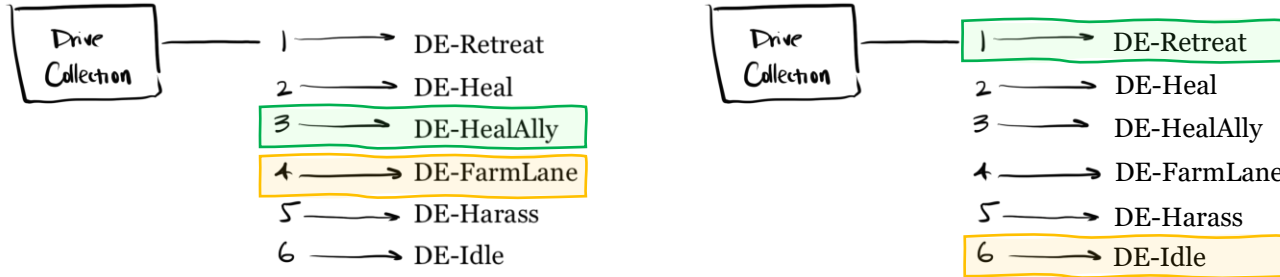 Drive
Collection
1 DE-Retreat
2 DE-Heal
3 DE-HealAlly
4 DE-FarmLane
5 DE-Harass
6 DE-Idle
Drive
Collection
1 DE-Retreat
2 DE-Heal
3 DE-HealAlly
4 DE-FarmLane
5 DE-Harass
6 DE-Idle